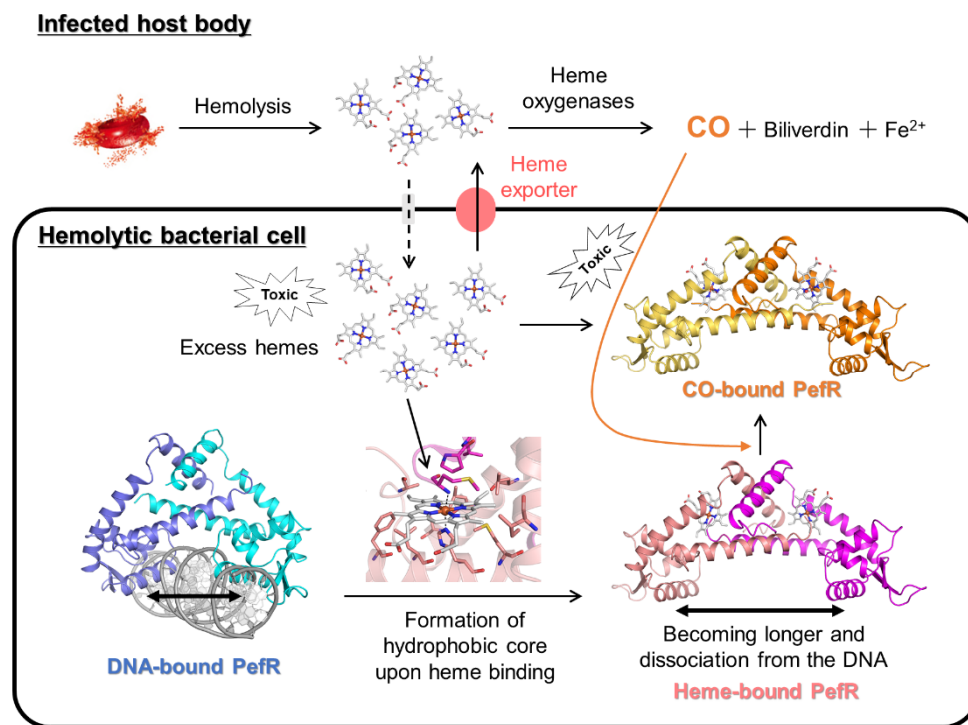 Infected host body
Hemolysis
Heme
oxygenases
CO + Biliverdin + Fe²⁺
Heme
exporter
Hemolytic bacterial cell
Toxic
Toxic
Excess hemes
CO-bound PefR
DNA-bound PefR
Formation of
hydrophobic core
upon heme binding
Becoming longer and
dissociation from the DNA
Heme-bound PefR